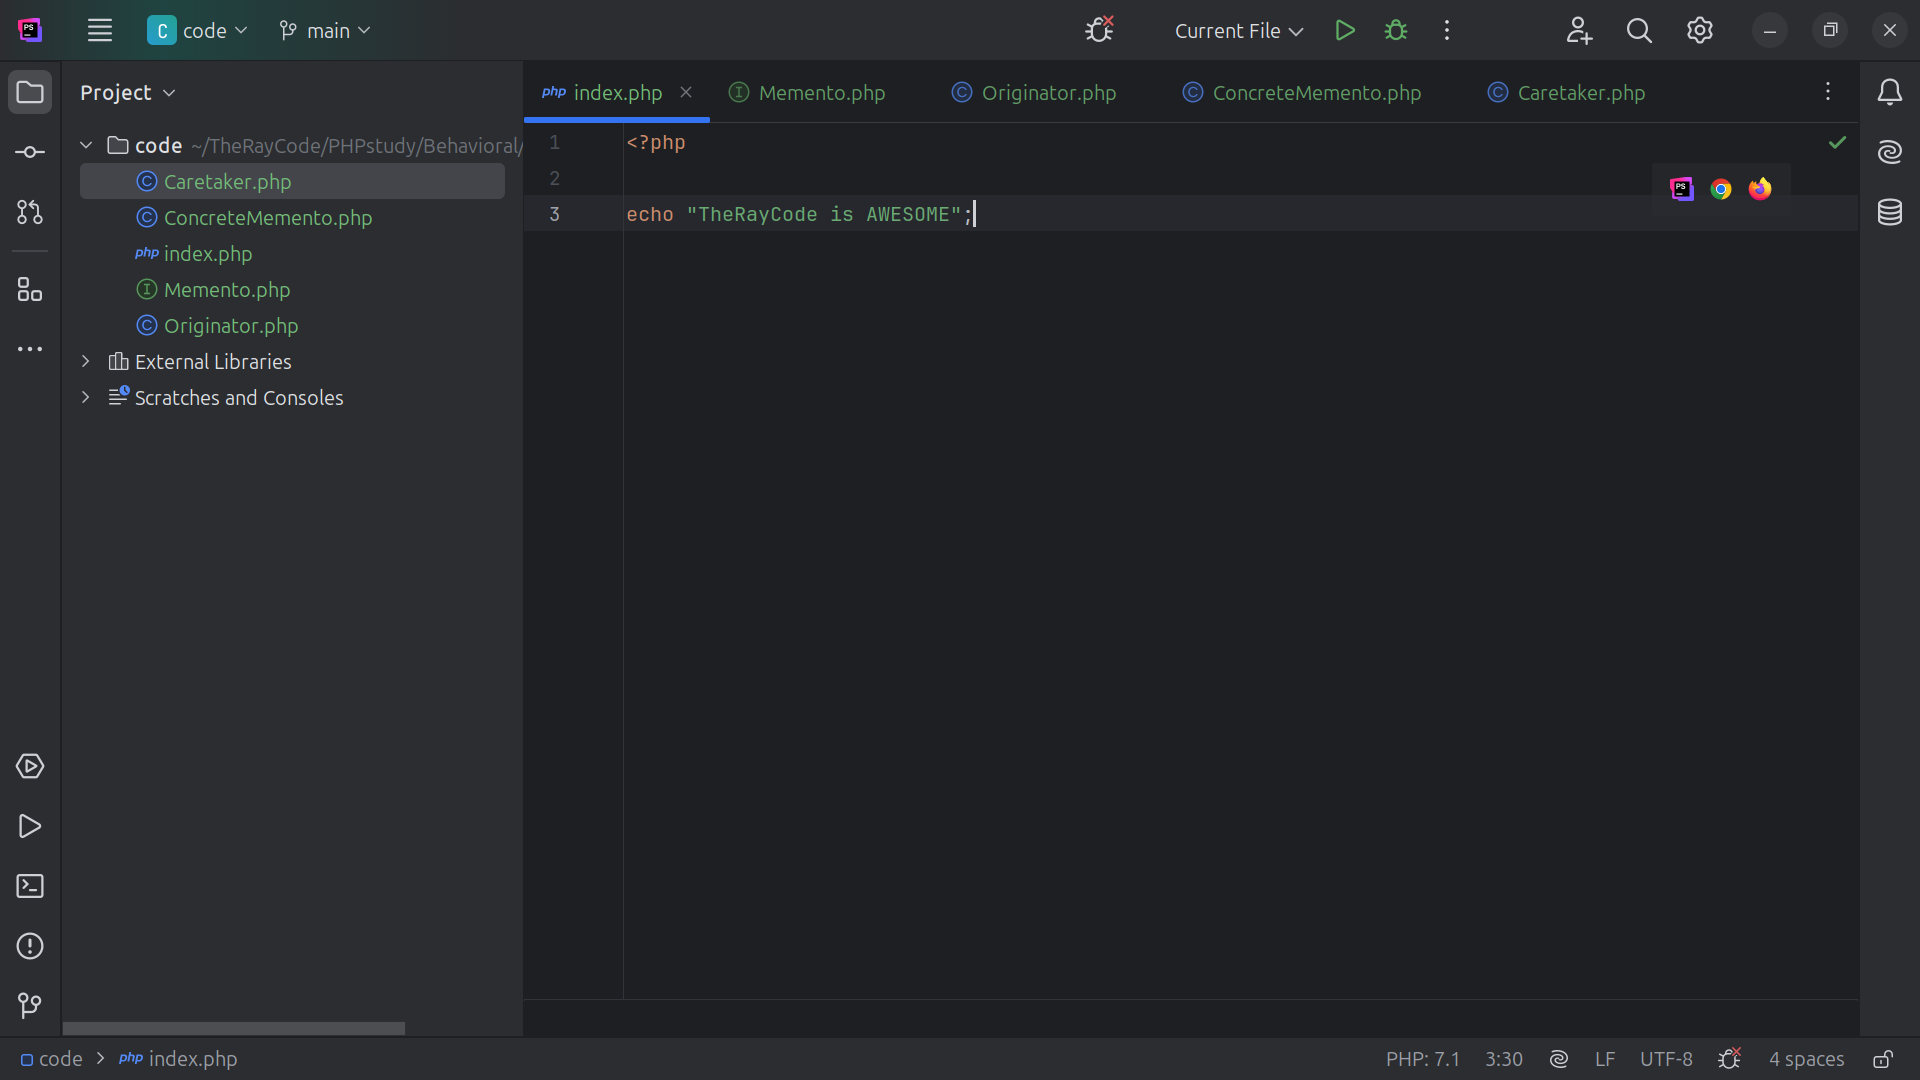 PS
C code main
Current File
Project
code ~/TheRayCode/PHPstudy/Behavioral/
C Caretaker.php
C ConcreteMemento.php
php index.php
I Memento.php
C Originator.php
External Libraries
Scratches and Consoles
php index.php
I Memento.php
C Originator.php
C ConcreteMemento.php
C Caretaker.php
1 <?php
2
3 echo "TheRayCode is AWESOME";
PS
code > php index.php
PHP: 7.1 3:30 LF UTF-8 4 spaces